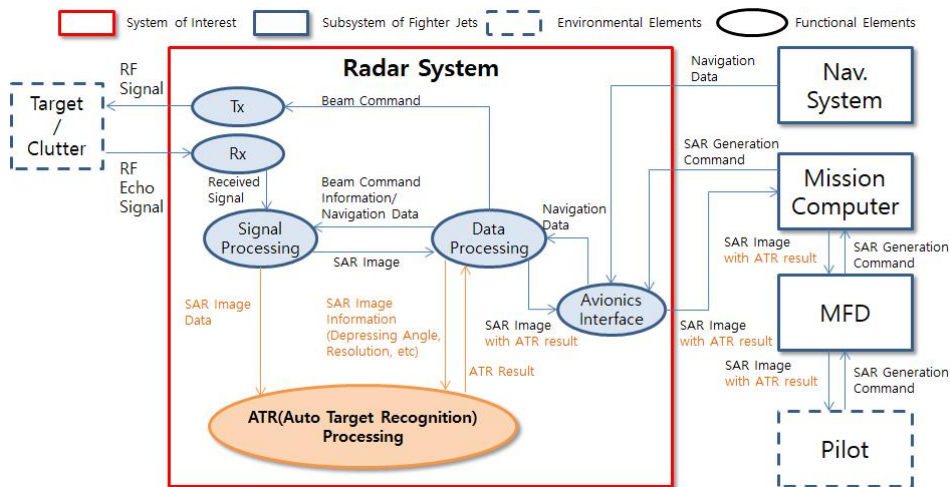 System of Interest
Subsystem of Fighter Jets
Environmental Elements
Functional Elements
Radar System
RF
Signal
Target
/
Clutter
RF
Echo
Signal
Tx
Beam Command
Rx
Received
Signal
Beam Command
Information/
Navigation Data
Signal
Processing
SAR Image
Data
Processing
Navigation
Data
Navigation
Data
Nav.
System
SAR Generation
Command
Mission
Computer
Avionics
Interface
SAR Image
with ATR result
SAR Image
with ATR result
SAR Image
with ATR result
SAR Generation
Command
MFD
SAR Image
with ATR result
SAR Generation
Command
Pilot
SAR Image
Data
SAR Image
Information
(Depressing Angle,
Resolution, etc)
ATR Result
ATR(Auto Target Recognition)
Processing